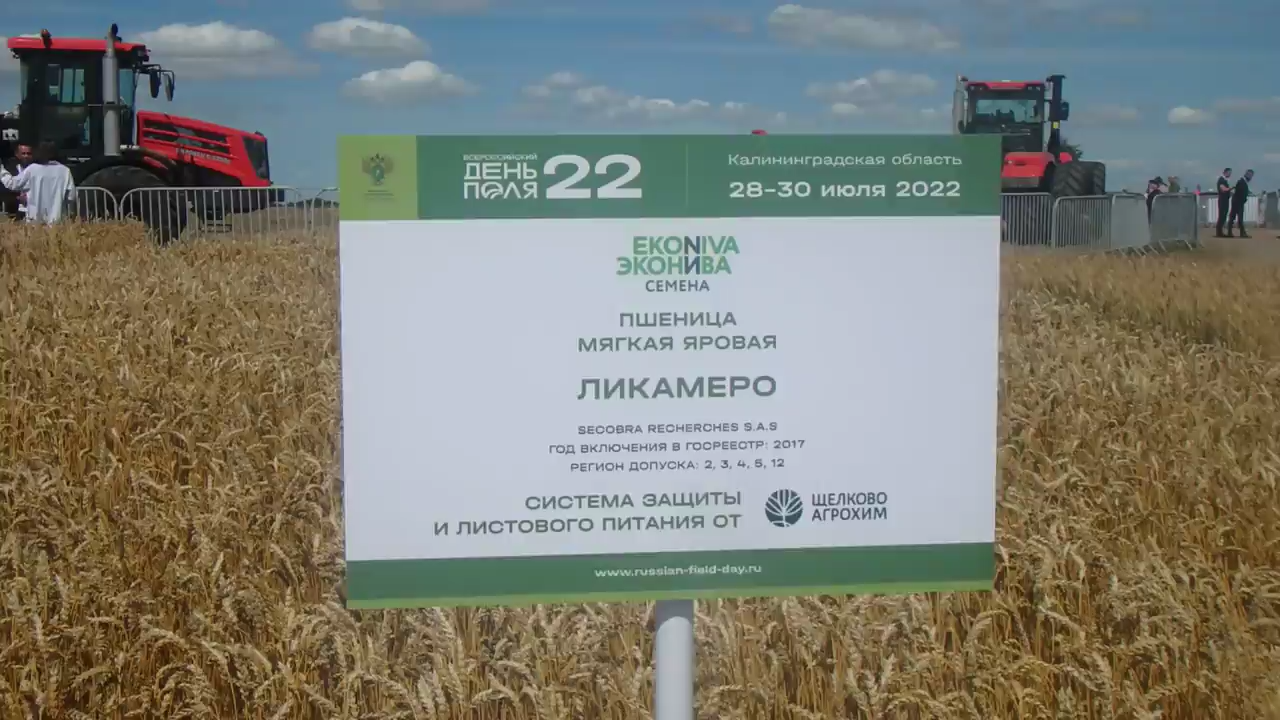 ВСЕРОССИЙСКИЙ
ДЕНЬ
ПОЛЯ 22
Калининградская область
28-30 июля 2022
EKONIVA
ЭКОНИВА
СЕМЕНА
ПШЕНИЦА
МЯГКАЯ ЯРОВАЯ
ЛИКАМЕРО
SECOBRA RECHERCHES S.A.S
ГОД ВКЛЮЧЕНИЯ В ГОСРЕЕСТР: 2017
РЕГИОН ДОПУСКА: 2, 3, 4, 5, 12
СИСТЕМА ЗАЩИТЫ
И ЛИСТОВОГО ПИТАНИЯ ОТ
ЩЕЛКОВО
АГРОХИМ
www.russian-field-day.ru